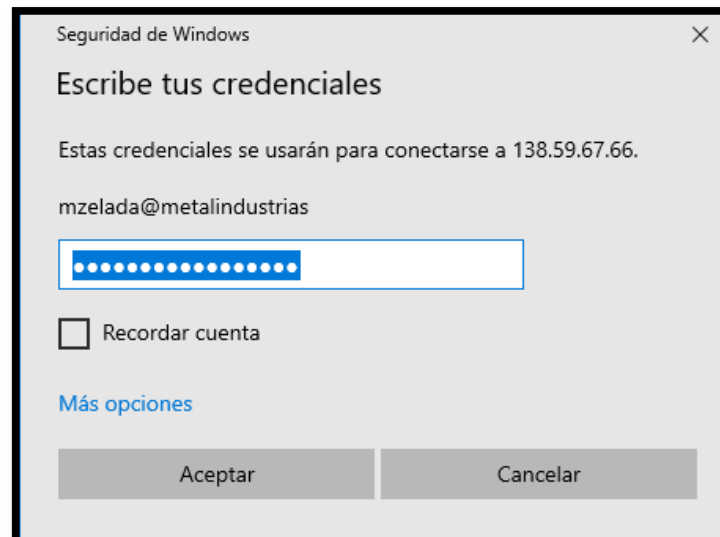 Seguridad de Windows
Escribe tus credenciales
Estas credenciales se usarán para conectarse a 138.59.67.66.
mzelada@metalindustrias
•••••••••••••••••
Recordar cuenta
Más opciones
Aceptar
Cancelar